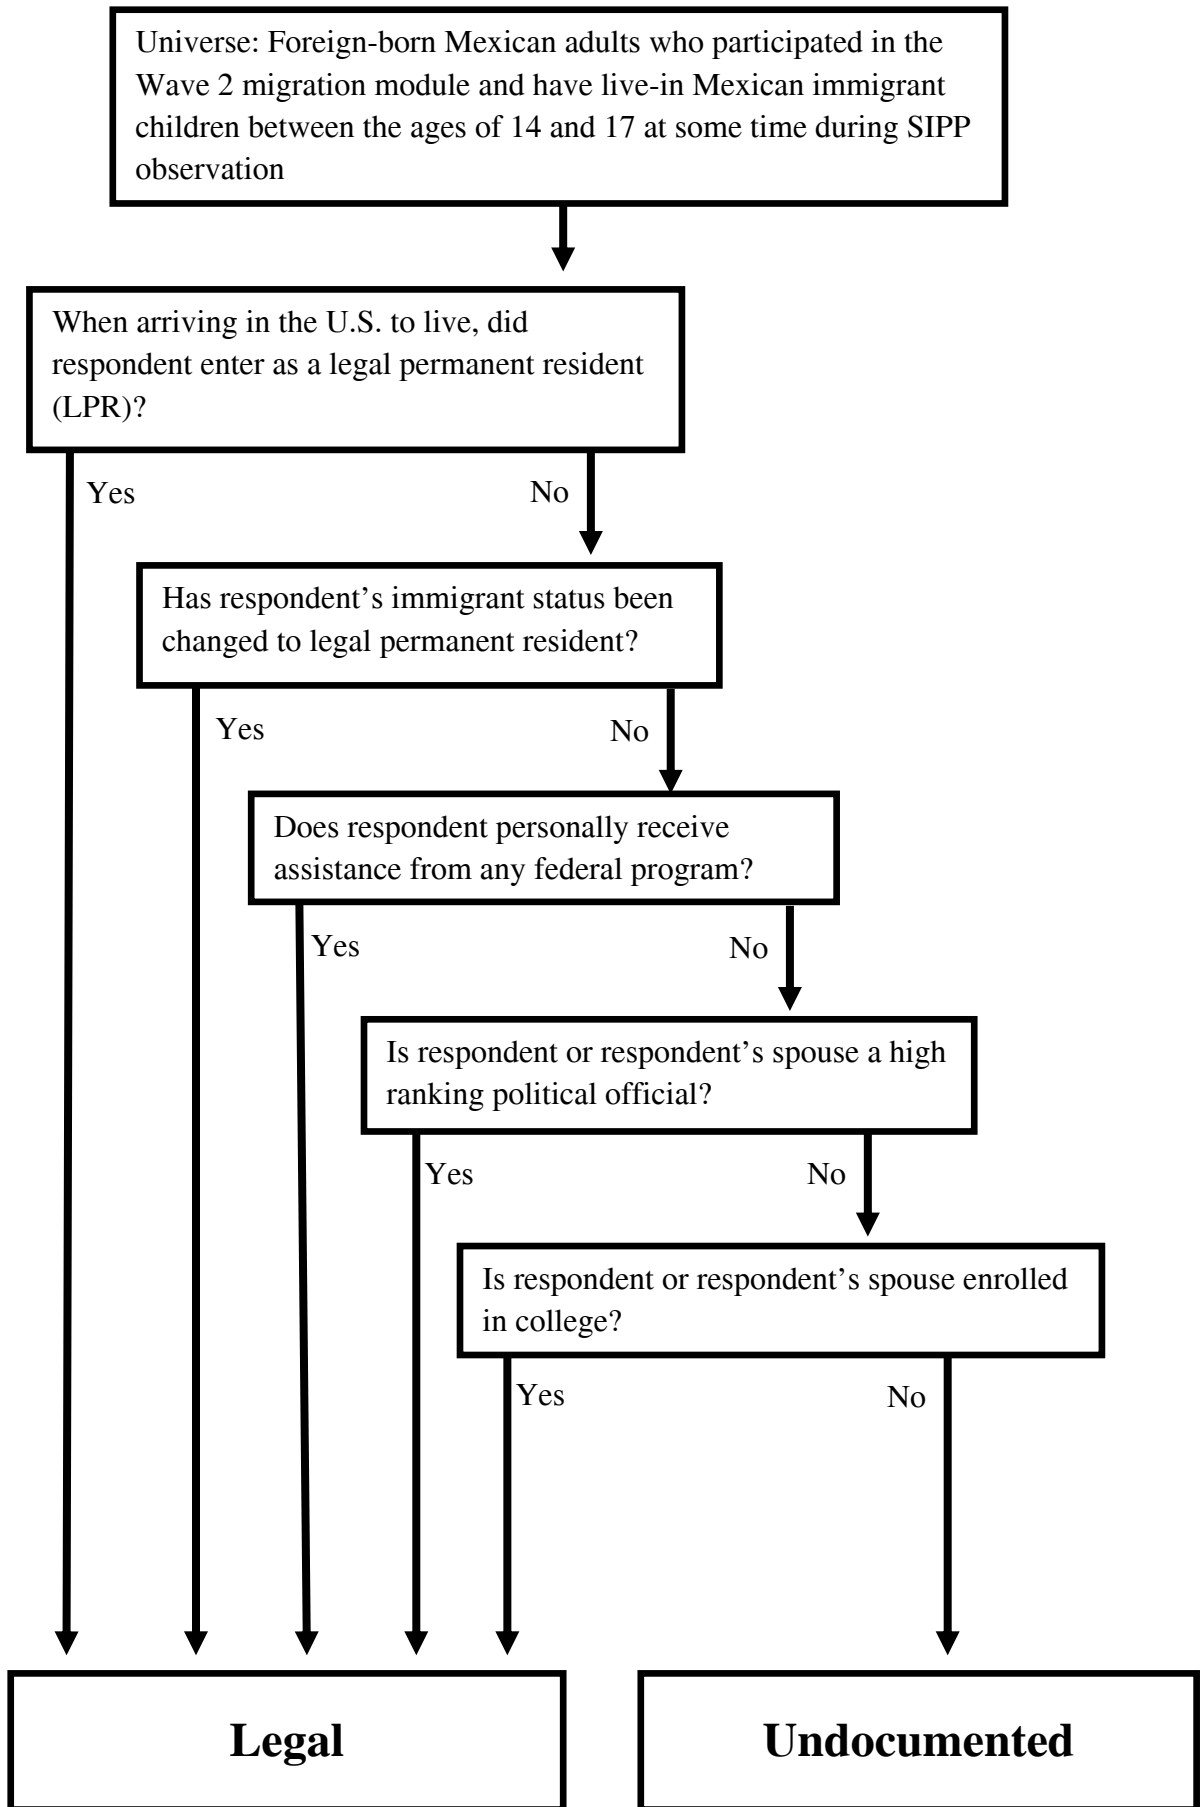 Universe: Foreign-born Mexican adults who participated in the
Wave 2 migration module and have live-in Mexican immigrant
children between the ages of 14 and 17 at some time during SIPP
observation
When arriving in the U.S. to live, did
respondent enter as a legal permanent resident
(LPR)?
Yes
No
Has respondent’s immigrant status been
changed to legal permanent resident?
Yes
No
Does respondent personally receive
assistance from any federal program?
Yes
No
Is respondent or respondent’s spouse a high
ranking political official?
Yes
No
Is respondent or respondent’s spouse enrolled
in college?
Yes
No
Legal
Undocumented